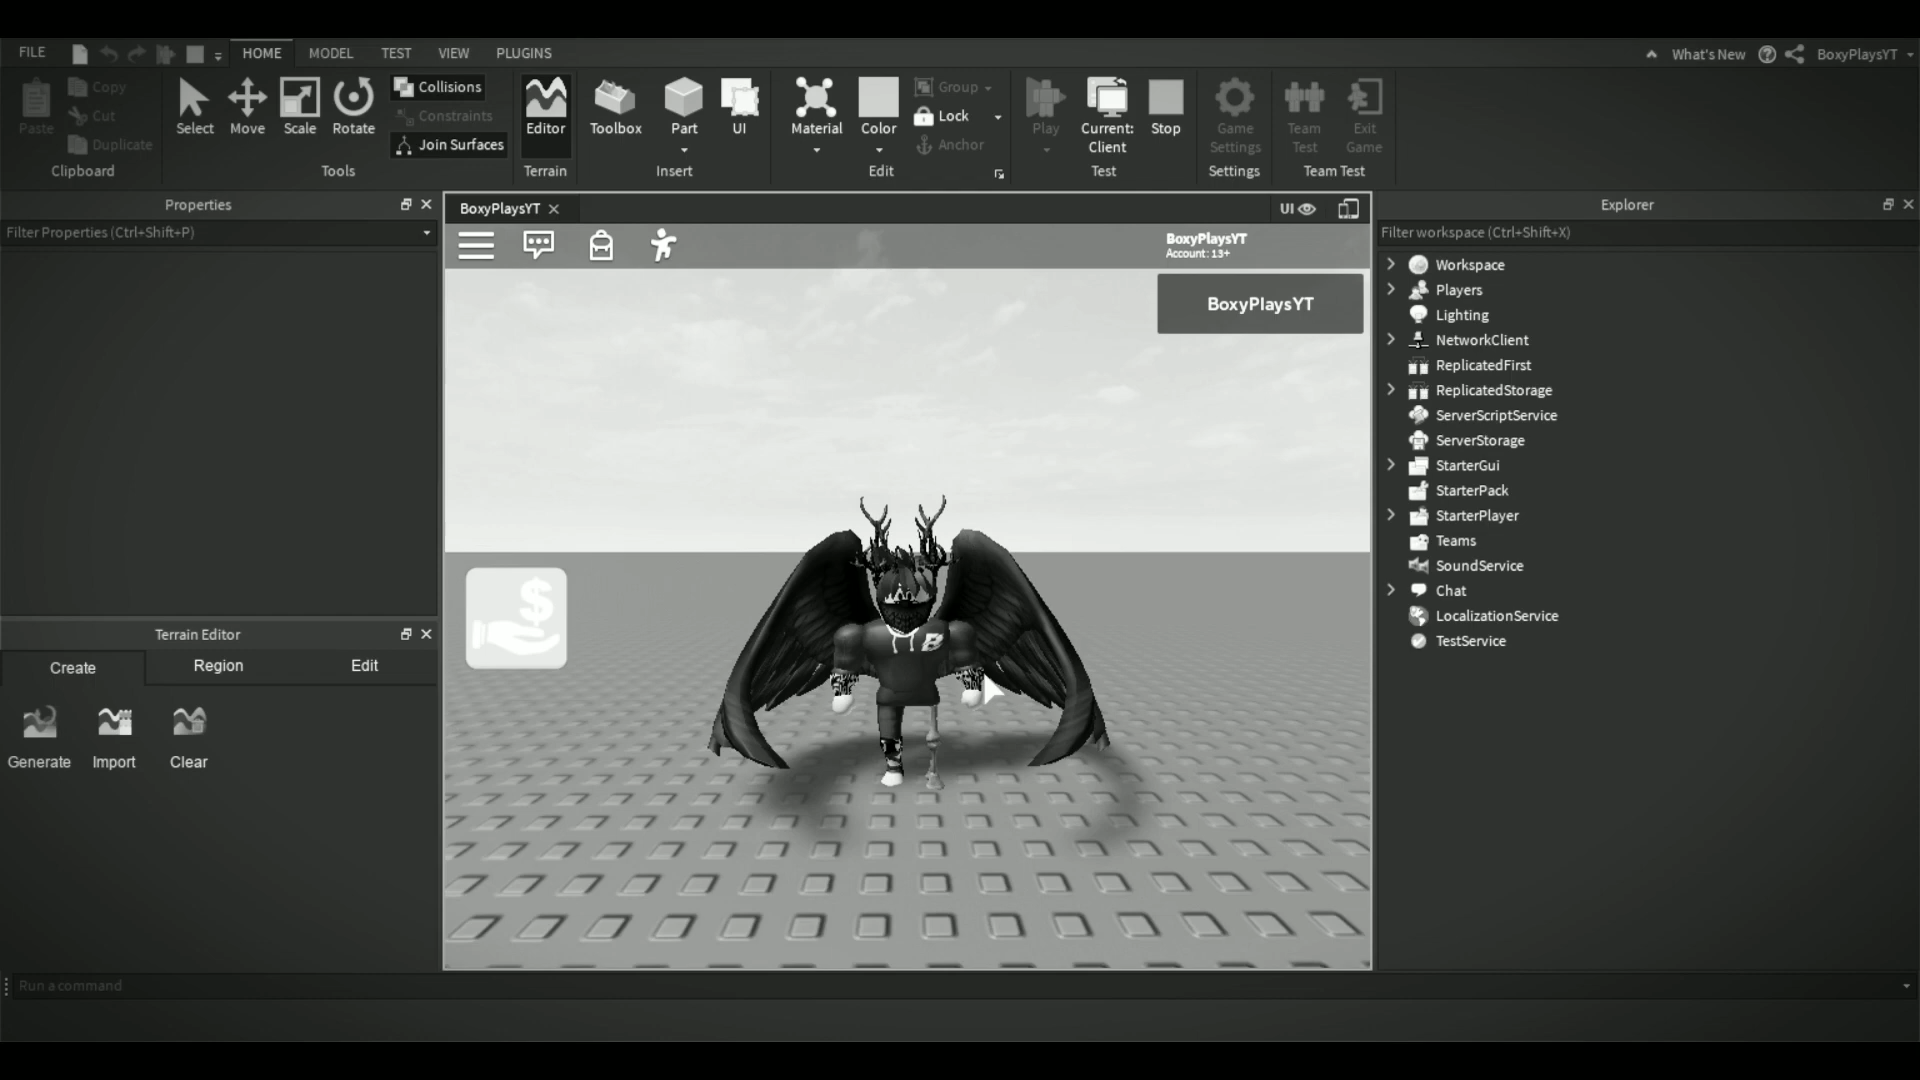 FILE HOME MODEL TEST VIEW PLUGINS What's New BoxyPlaysYT
Paste Copy Cut Duplicate Clipboard
Select Move Scale Rotate Collisions Constraints Join Surfaces Tools
Editor Terrain
Toolbox Part UI Insert
Material Color Group Lock Anchor Edit
Play Current: Client Stop Test
Game Settings Settings
Team Test Exit Game Team Test
Properties
Filter Properties (Ctrl+Shift+P)
Terrain Editor
Create Region Edit
Generate Import Clear
BoxyPlaysYT UI
BoxyPlaysYT
Account: 13+
BoxyPlaysYT
$
B
Explorer
Filter workspace (Ctrl+Shift+X)
Workspace
Players
Lighting
NetworkClient
ReplicatedFirst
ReplicatedStorage
ServerScriptService
ServerStorage
StarterGui
StarterPack
StarterPlayer
Teams
SoundService
Chat
LocalizationService
TestService
Run a command